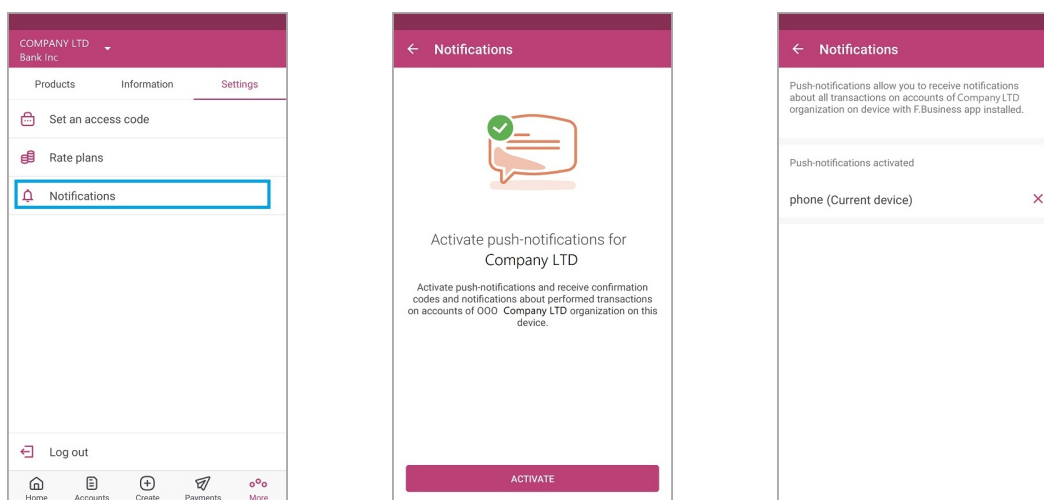 COMPANY LTD
Bank Inc
Products Information Settings
Set an access code
Rate plans
Notifications
Log out
Home Accounts Create Payments More
Notifications
Activate push-notifications for
Company LTD
Activate push-notifications and receive confirmation
codes and notifications about performed transactions
on accounts of OOO Company LTD organization on this
device.
ACTIVATE
Notifications
Push-notifications allow you to receive notifications
about all transactions on accounts of Company LTD
organization on device with F.Business app installed.
Push-notifications activated
phone (Current device)